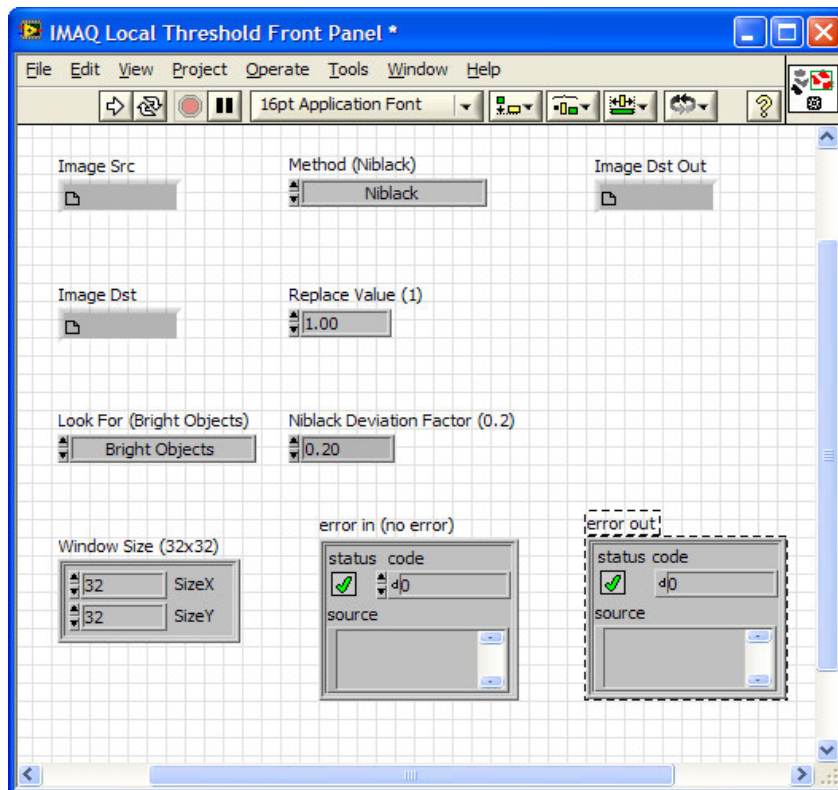 IMAQ Local Threshold Front Panel *
File Edit View Project Operate Tools Window Help
16pt Application Font
Image Src
Method (Niblack)
Niblack
Image Dst Out
Image Dst
Replace Value (1)
1.00
Look For (Bright Objects)
Bright Objects
Niblack Deviation Factor (0.2)
0.20
Window Size (32x32)
32 SizeX
32 SizeY
error in (no error)
status code
d 0
source
error out
status code
d 0
source